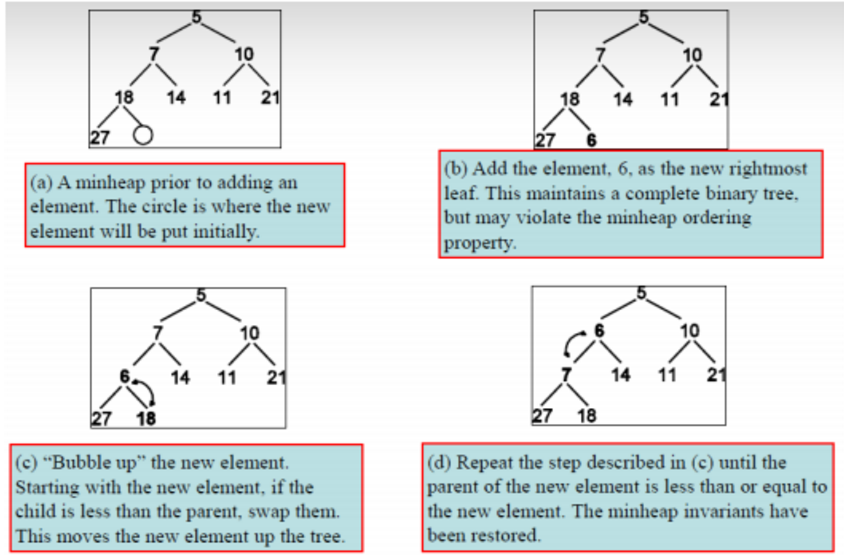 5
7 10
18 14 11 21
27
(a) A minheap prior to adding an
element. The circle is where the new
element will be put initially.
5
7 10
18 14 11 21
27 6
(b) Add the element, 6, as the new rightmost
leaf. This maintains a complete binary tree,
but may violate the minheap ordering
property.
5
7 10
6 14 11 21
27 18
(c) “Bubble up” the new element.
Starting with the new element, if the
child is less than the parent, swap them.
This moves the new element up the tree.
5
6 10
7 14 11 21
27 18
(d) Repeat the step described in (c) until the
parent of the new element is less than or equal to
the new element. The minheap invariants have
been restored.